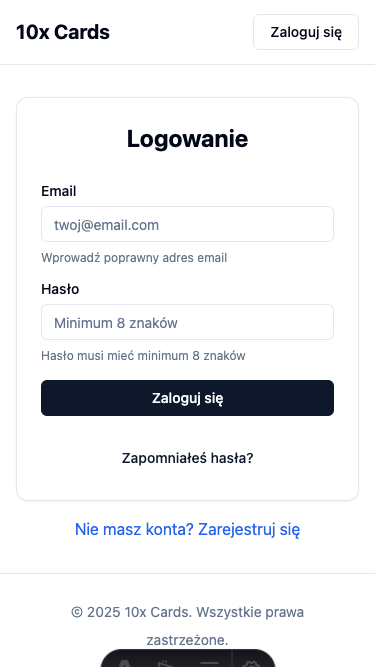 10x Cards
Zaloguj się
Logowanie
Email
twoj@email.com
Wprowadź poprawny adres email
Hasło
Minimum 8 znaków
Hasło musi mieć minimum 8 znaków
Zaloguj się
Zapomniałeś hasła?
Nie masz konta? Zarejestruj się
© 2025 10x Cards. Wszystkie prawa
zastrzeżone.